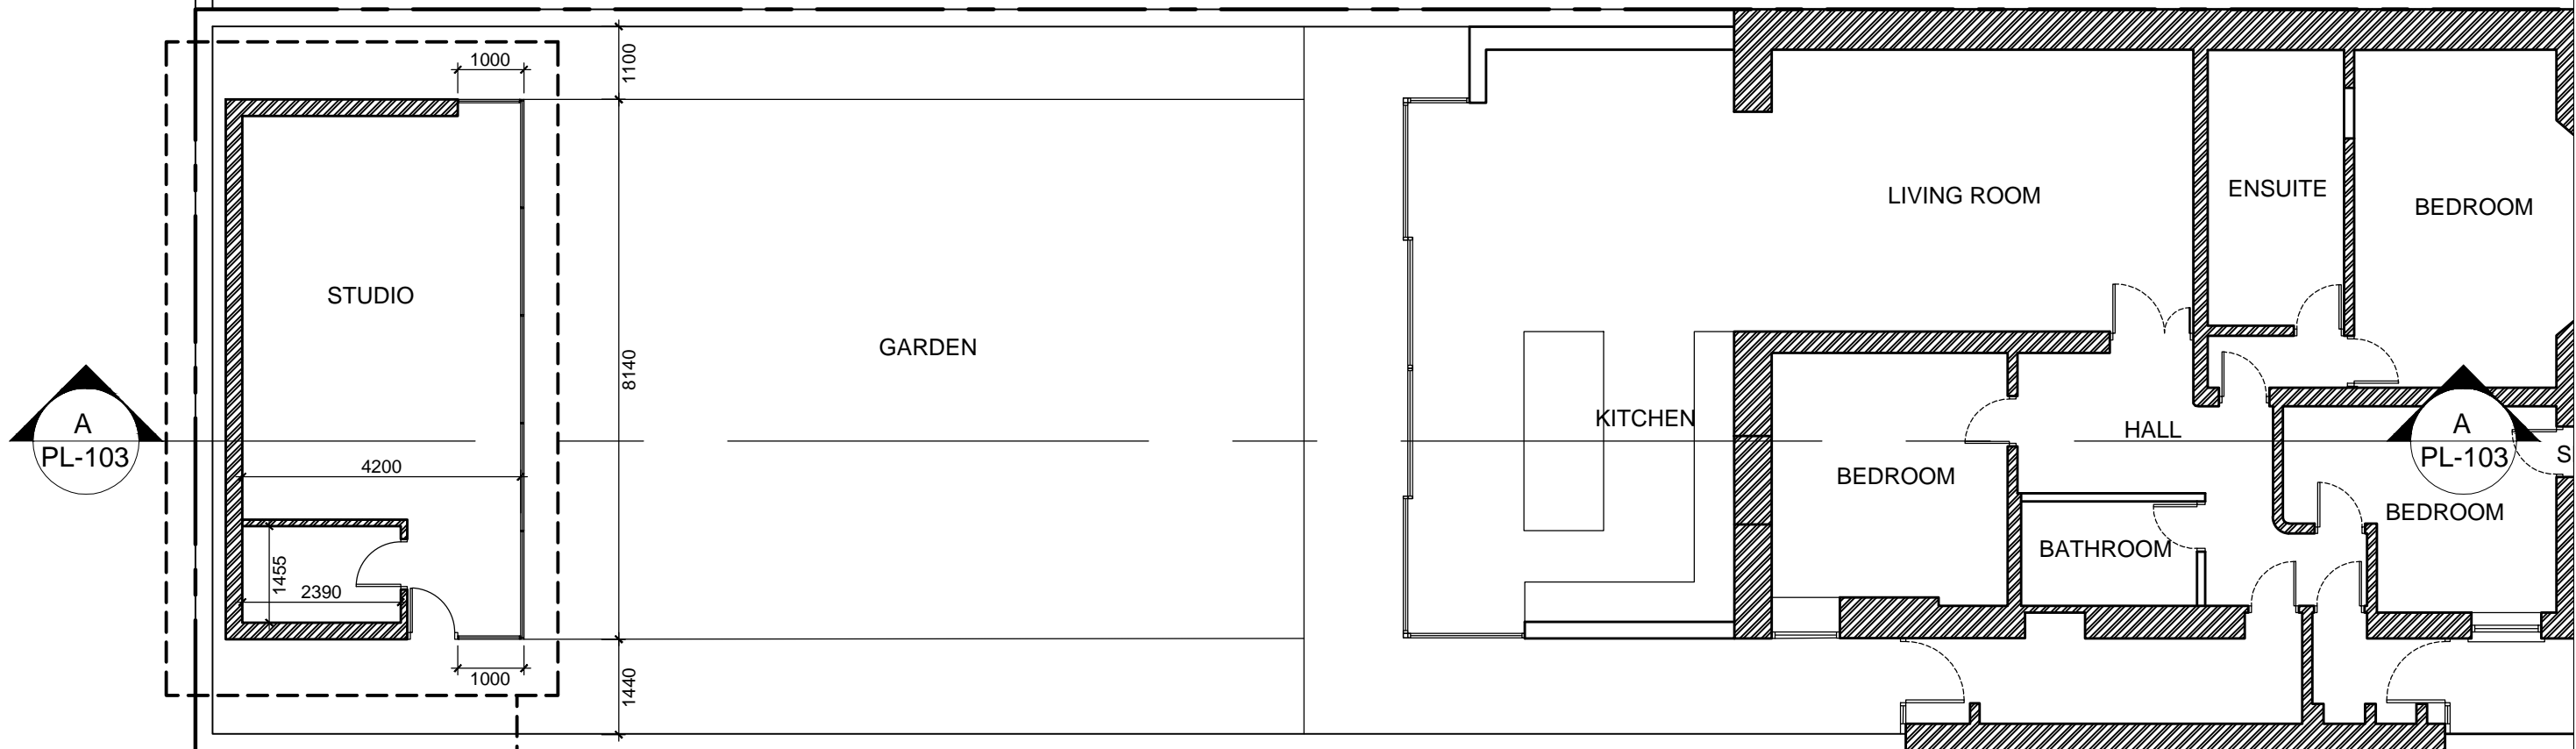 1000
1100
LIVING ROOM
ENSUITE
BEDROOM
STUDIO
GARDEN
8140
KITCHEN
HALL
A
PL-103
A
PL-103
S
4200
BEDROOM
BEDROOM
BATHROOM
1455
2390
1000
1440